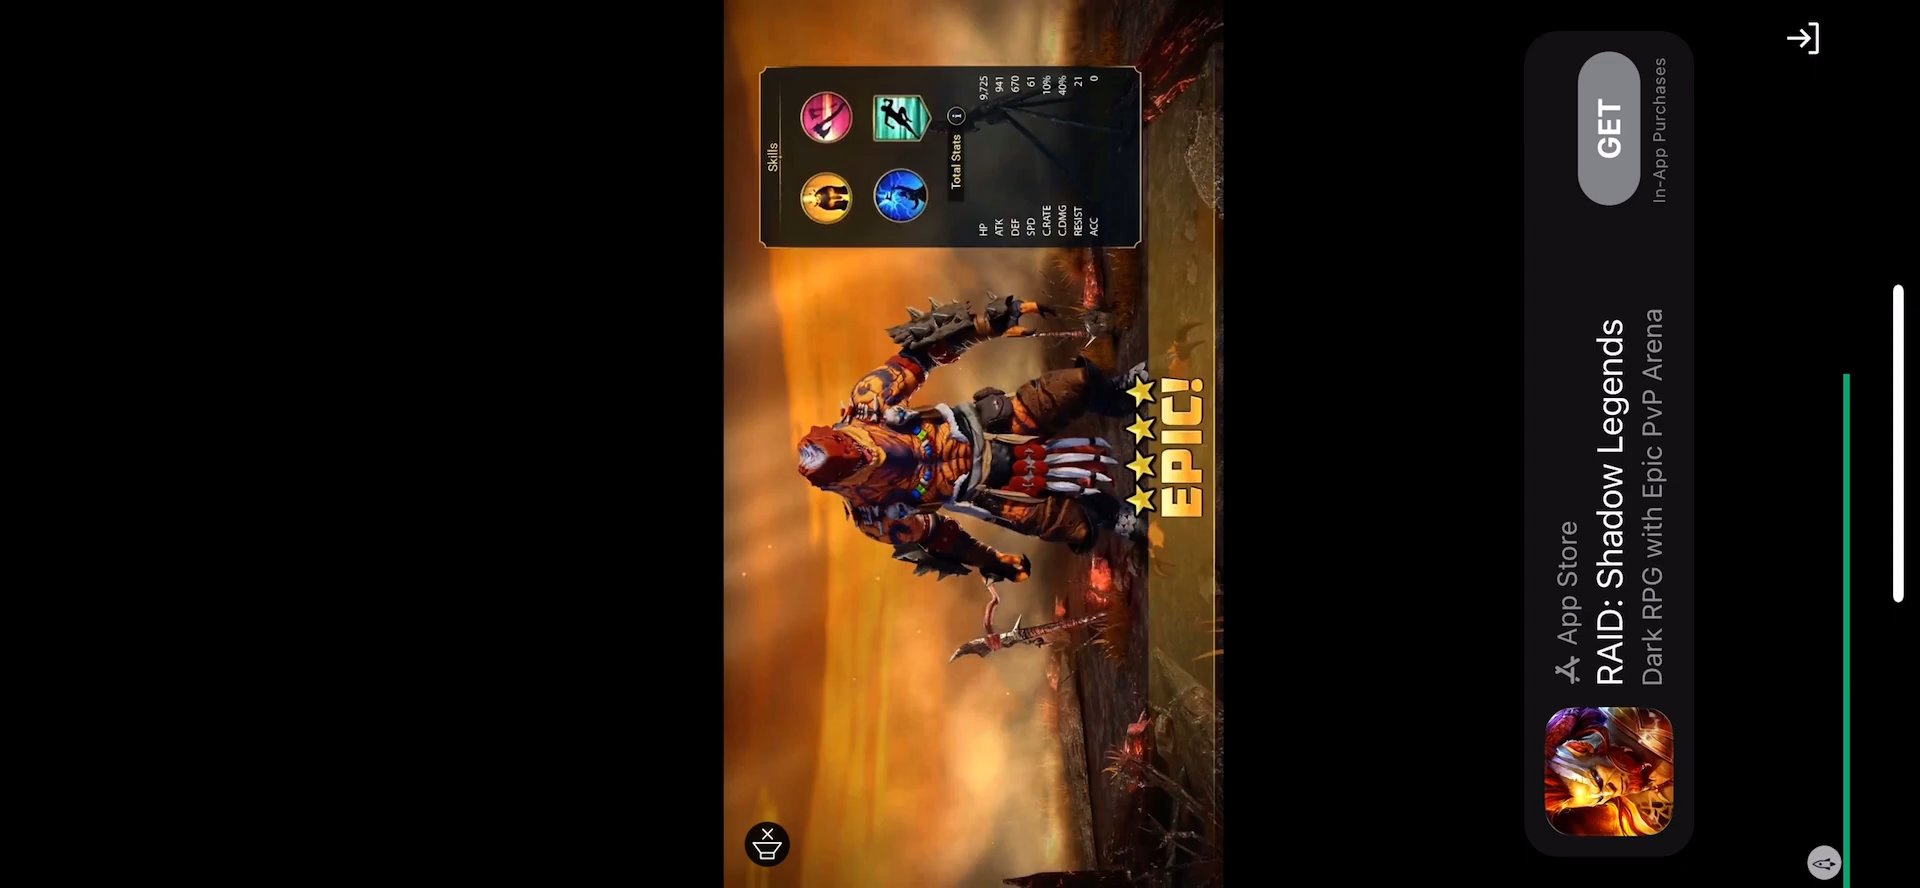 Skills
Total Stats i
HP 9,725
ATK 941
DEF 670
SPD 61
C.RATE 10%
C.DMG 40%
RESIST 21
ACC 0
EPIC!
App Store
RAID: Shadow Legends
Dark RPG with Epic PvP Arena
GET
In-App Purchases